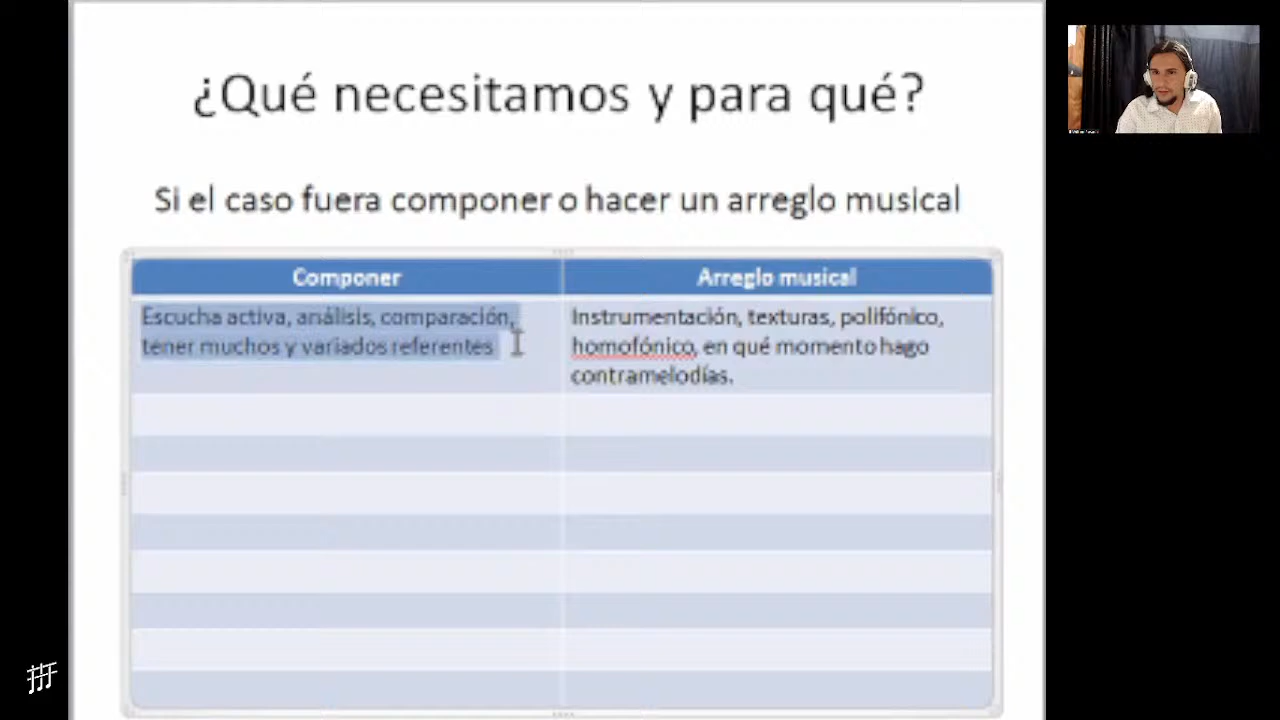 ¿Qué necesitamos y para qué?
Si el caso fuera componer o hacer un arreglo musical
Componer
Arreglo musical
Escucha activa, análisis, comparación,
tener muchos y variados referentes
Instrumentación, texturas, polifónico,
homofónico, en qué momento hago
contramelodías.